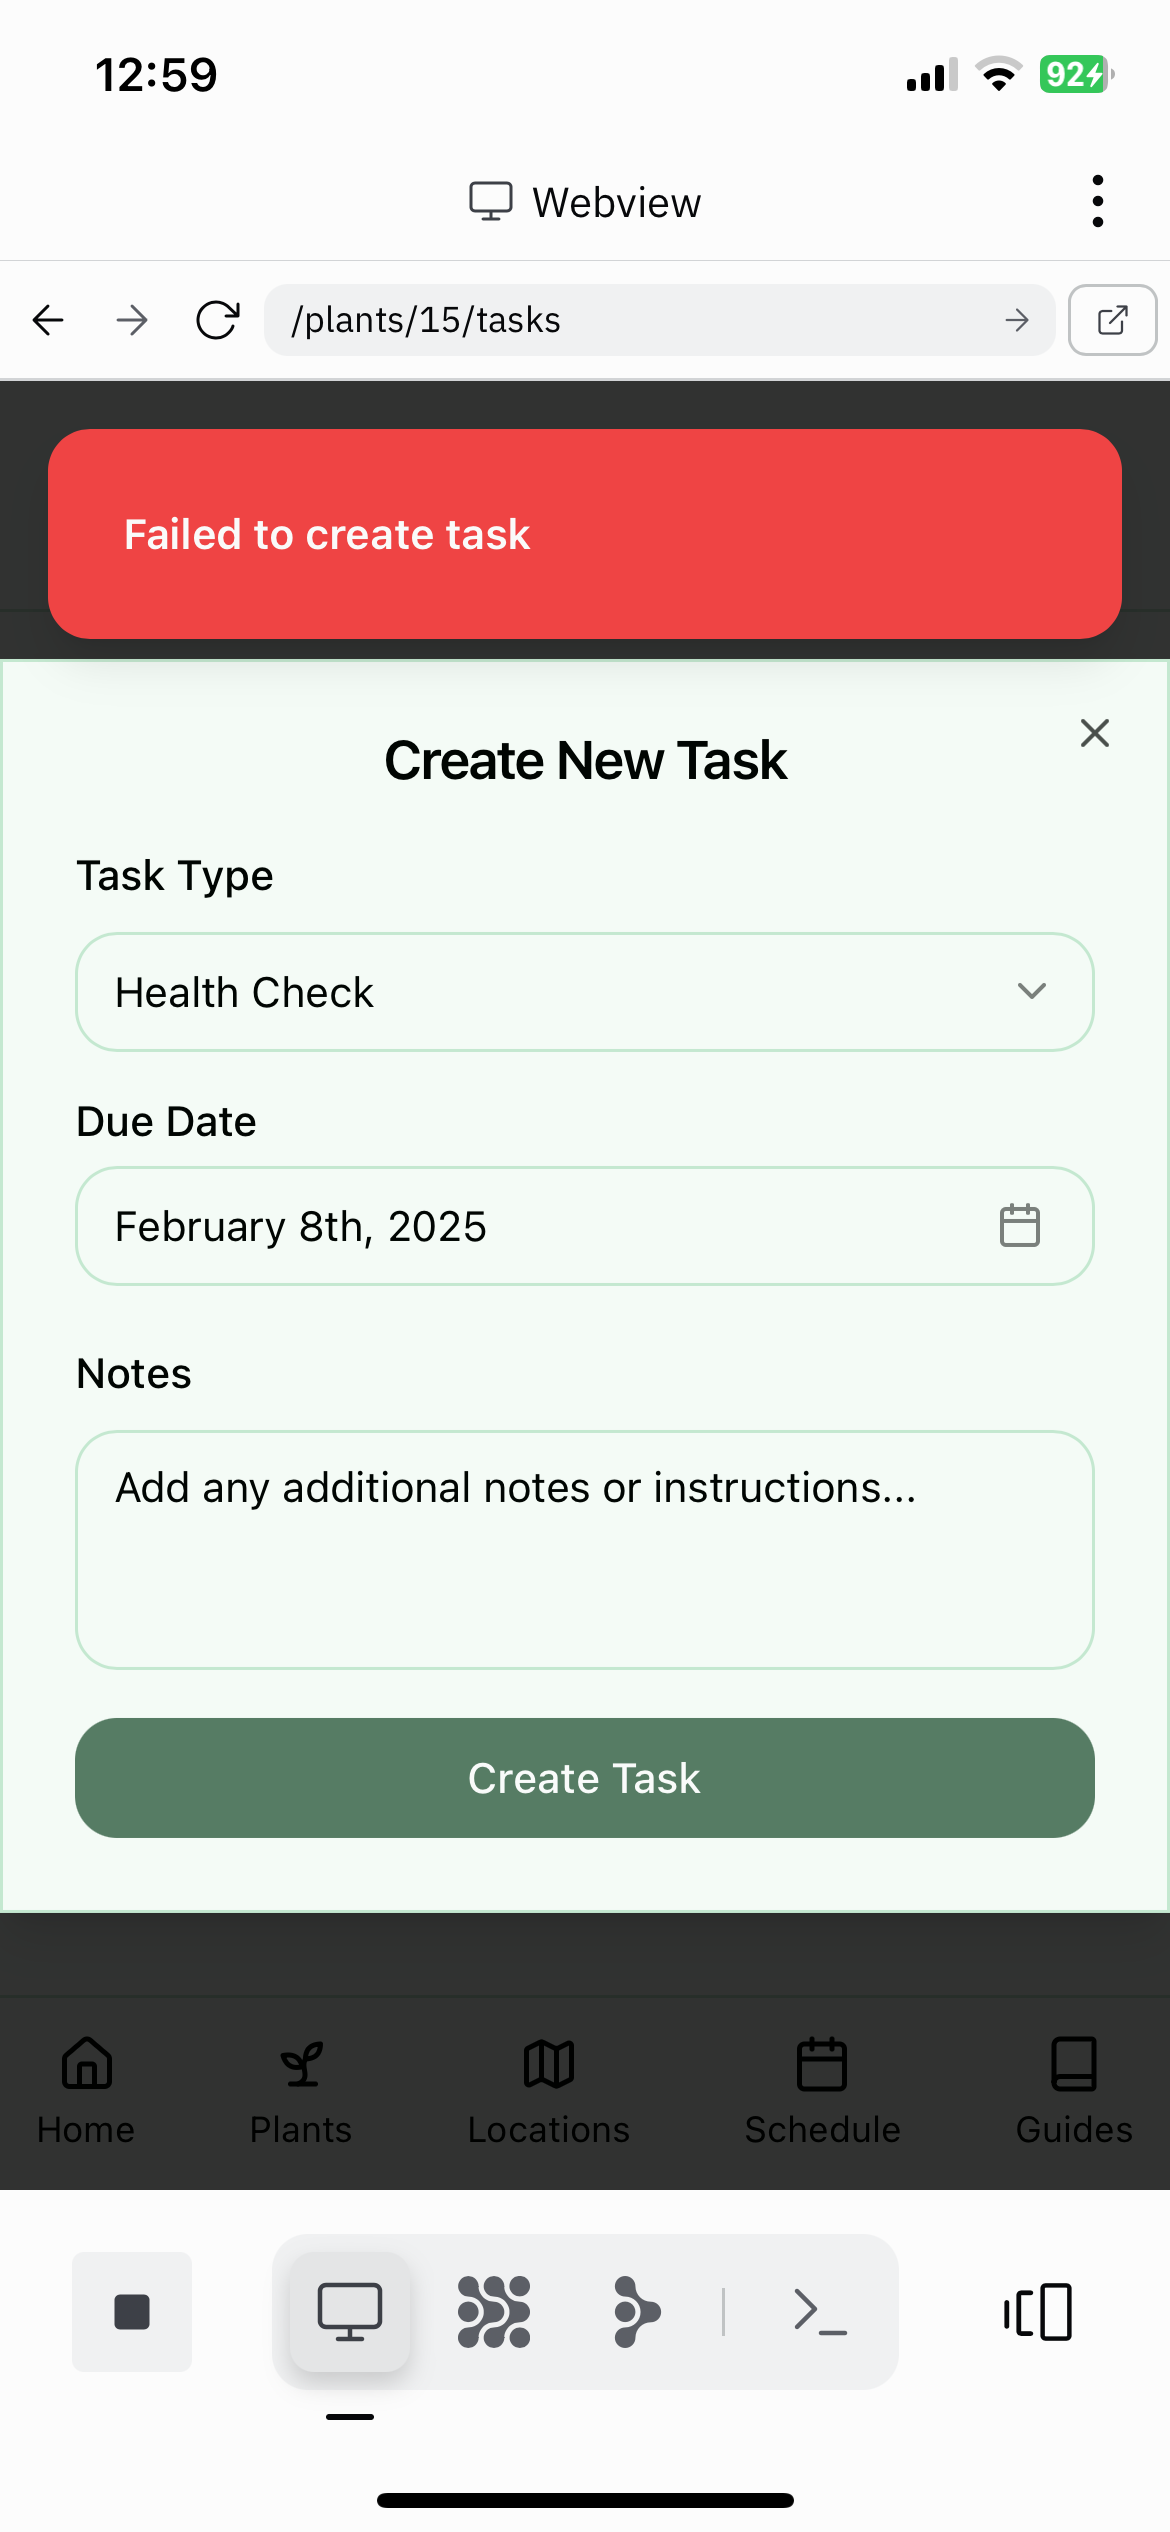 12:59
92
Webview
/plants/15/tasks
Failed to create task
Create New Task
Task Type
Health Check
Due Date
February 8th, 2025
Notes
Add any additional notes or instructions...
Create Task
Home
Plants
Locations
Schedule
Guides